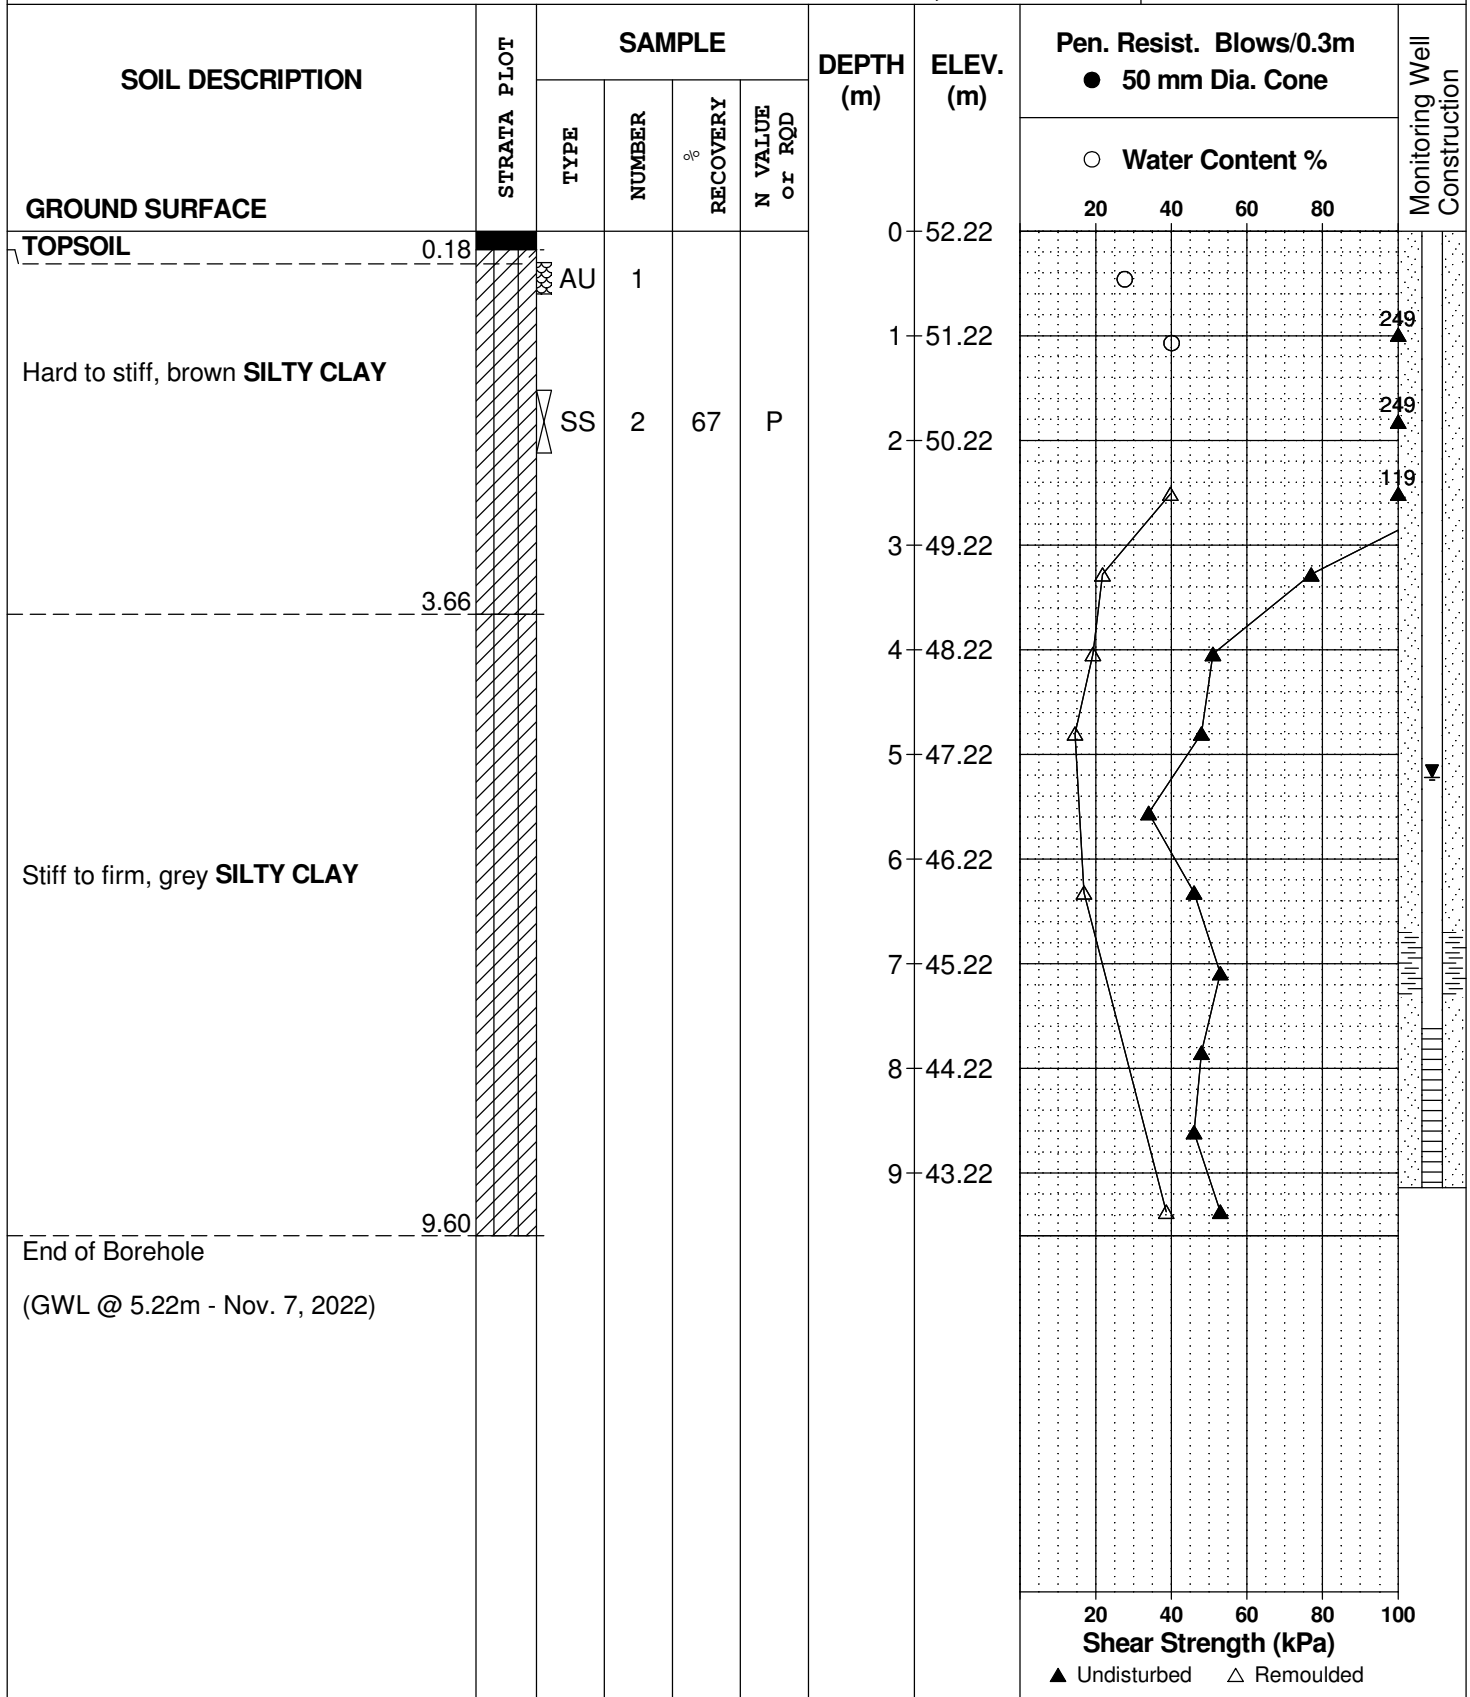 SOIL DESCRIPTION
GROUND SURFACE
STRATA PLOT
SAMPLE
TYPE
NUMBER
%
RECOVERY
N VALUE
or RQD
DEPTH
(m)
ELEV.
(m)
Pen. Resist. Blows/0.3m
● 50 mm Dia. Cone
○ Water Content %
20 40 60 80
Monitoring Well
Construction
0 52.22
TOPSOIL 0.18
AU 1
249
1 51.22
Hard to stiff, brown SILTY CLAY
249
SS 2 67 P
2 50.22
119
3 49.22
3.66
4 48.22
5 47.22
6 46.22
Stiff to firm, grey SILTY CLAY
7 45.22
8 44.22
9 43.22
9.60
End of Borehole
(GWL @ 5.22m - Nov. 7, 2022)
20 40 60 80 100
Shear Strength (kPa)
▲ Undisturbed △ Remoulded